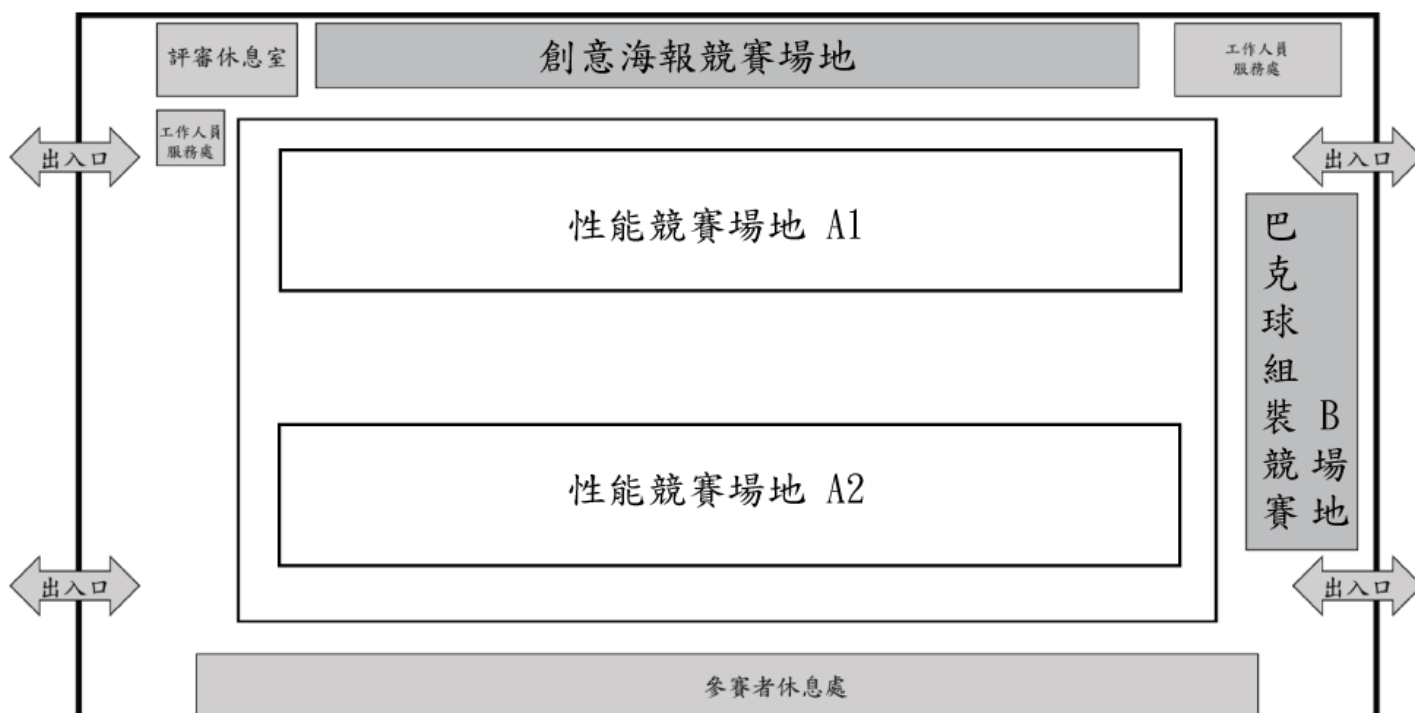 評審休息室
創意海報競賽場地
工作人員
服務處
工作人員
服務處
出入口
出入口
性能競賽場地 A1
巴克球組裝競賽
B場地
性能競賽場地 A2
出入口
出入口
參賽者休息處